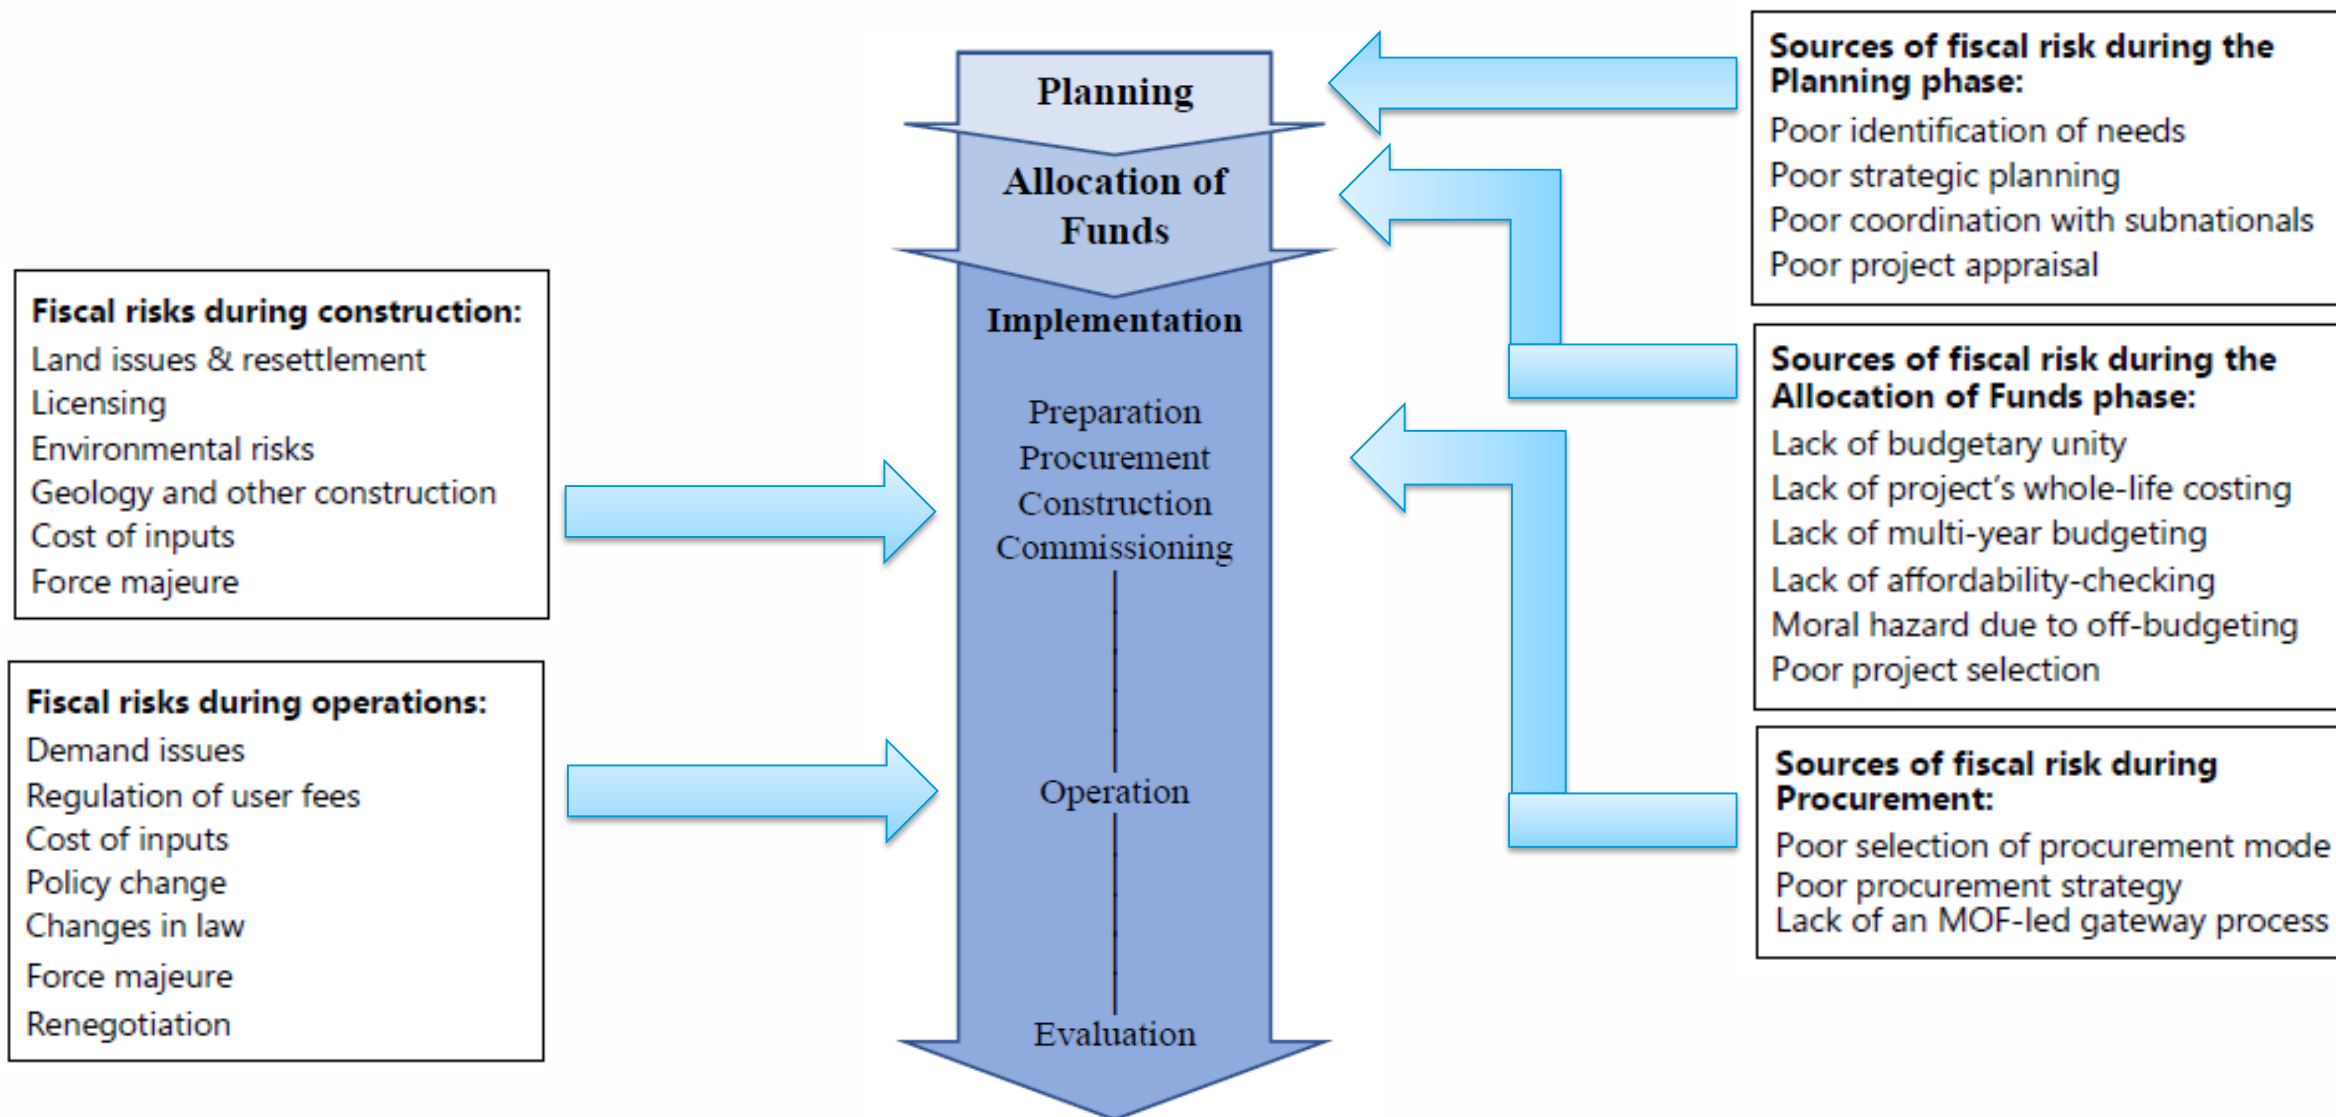 Planning
Allocation of
Funds
Implementation
Preparation
Procurement
Construction
Commissioning
Operation
Evaluation
Fiscal risks during construction:
Land issues & resettlement
Licensing
Environmental risks
Geology and other construction
Cost of inputs
Force majeure
Fiscal risks during operations:
Demand issues
Regulation of user fees
Cost of inputs
Policy change
Changes in law
Force majeure
Renegotiation
Sources of fiscal risk during the
Planning phase:
Poor identification of needs
Poor strategic planning
Poor coordination with subnationals
Poor project appraisal
Sources of fiscal risk during the
Allocation of Funds phase:
Lack of budgetary unity
Lack of project's whole-life costing
Lack of multi-year budgeting
Lack of affordability-checking
Moral hazard due to off-budgeting
Poor project selection
Sources of fiscal risk during
Procurement:
Poor selection of procurement mode
Poor procurement strategy
Lack of an MOF-led gateway process